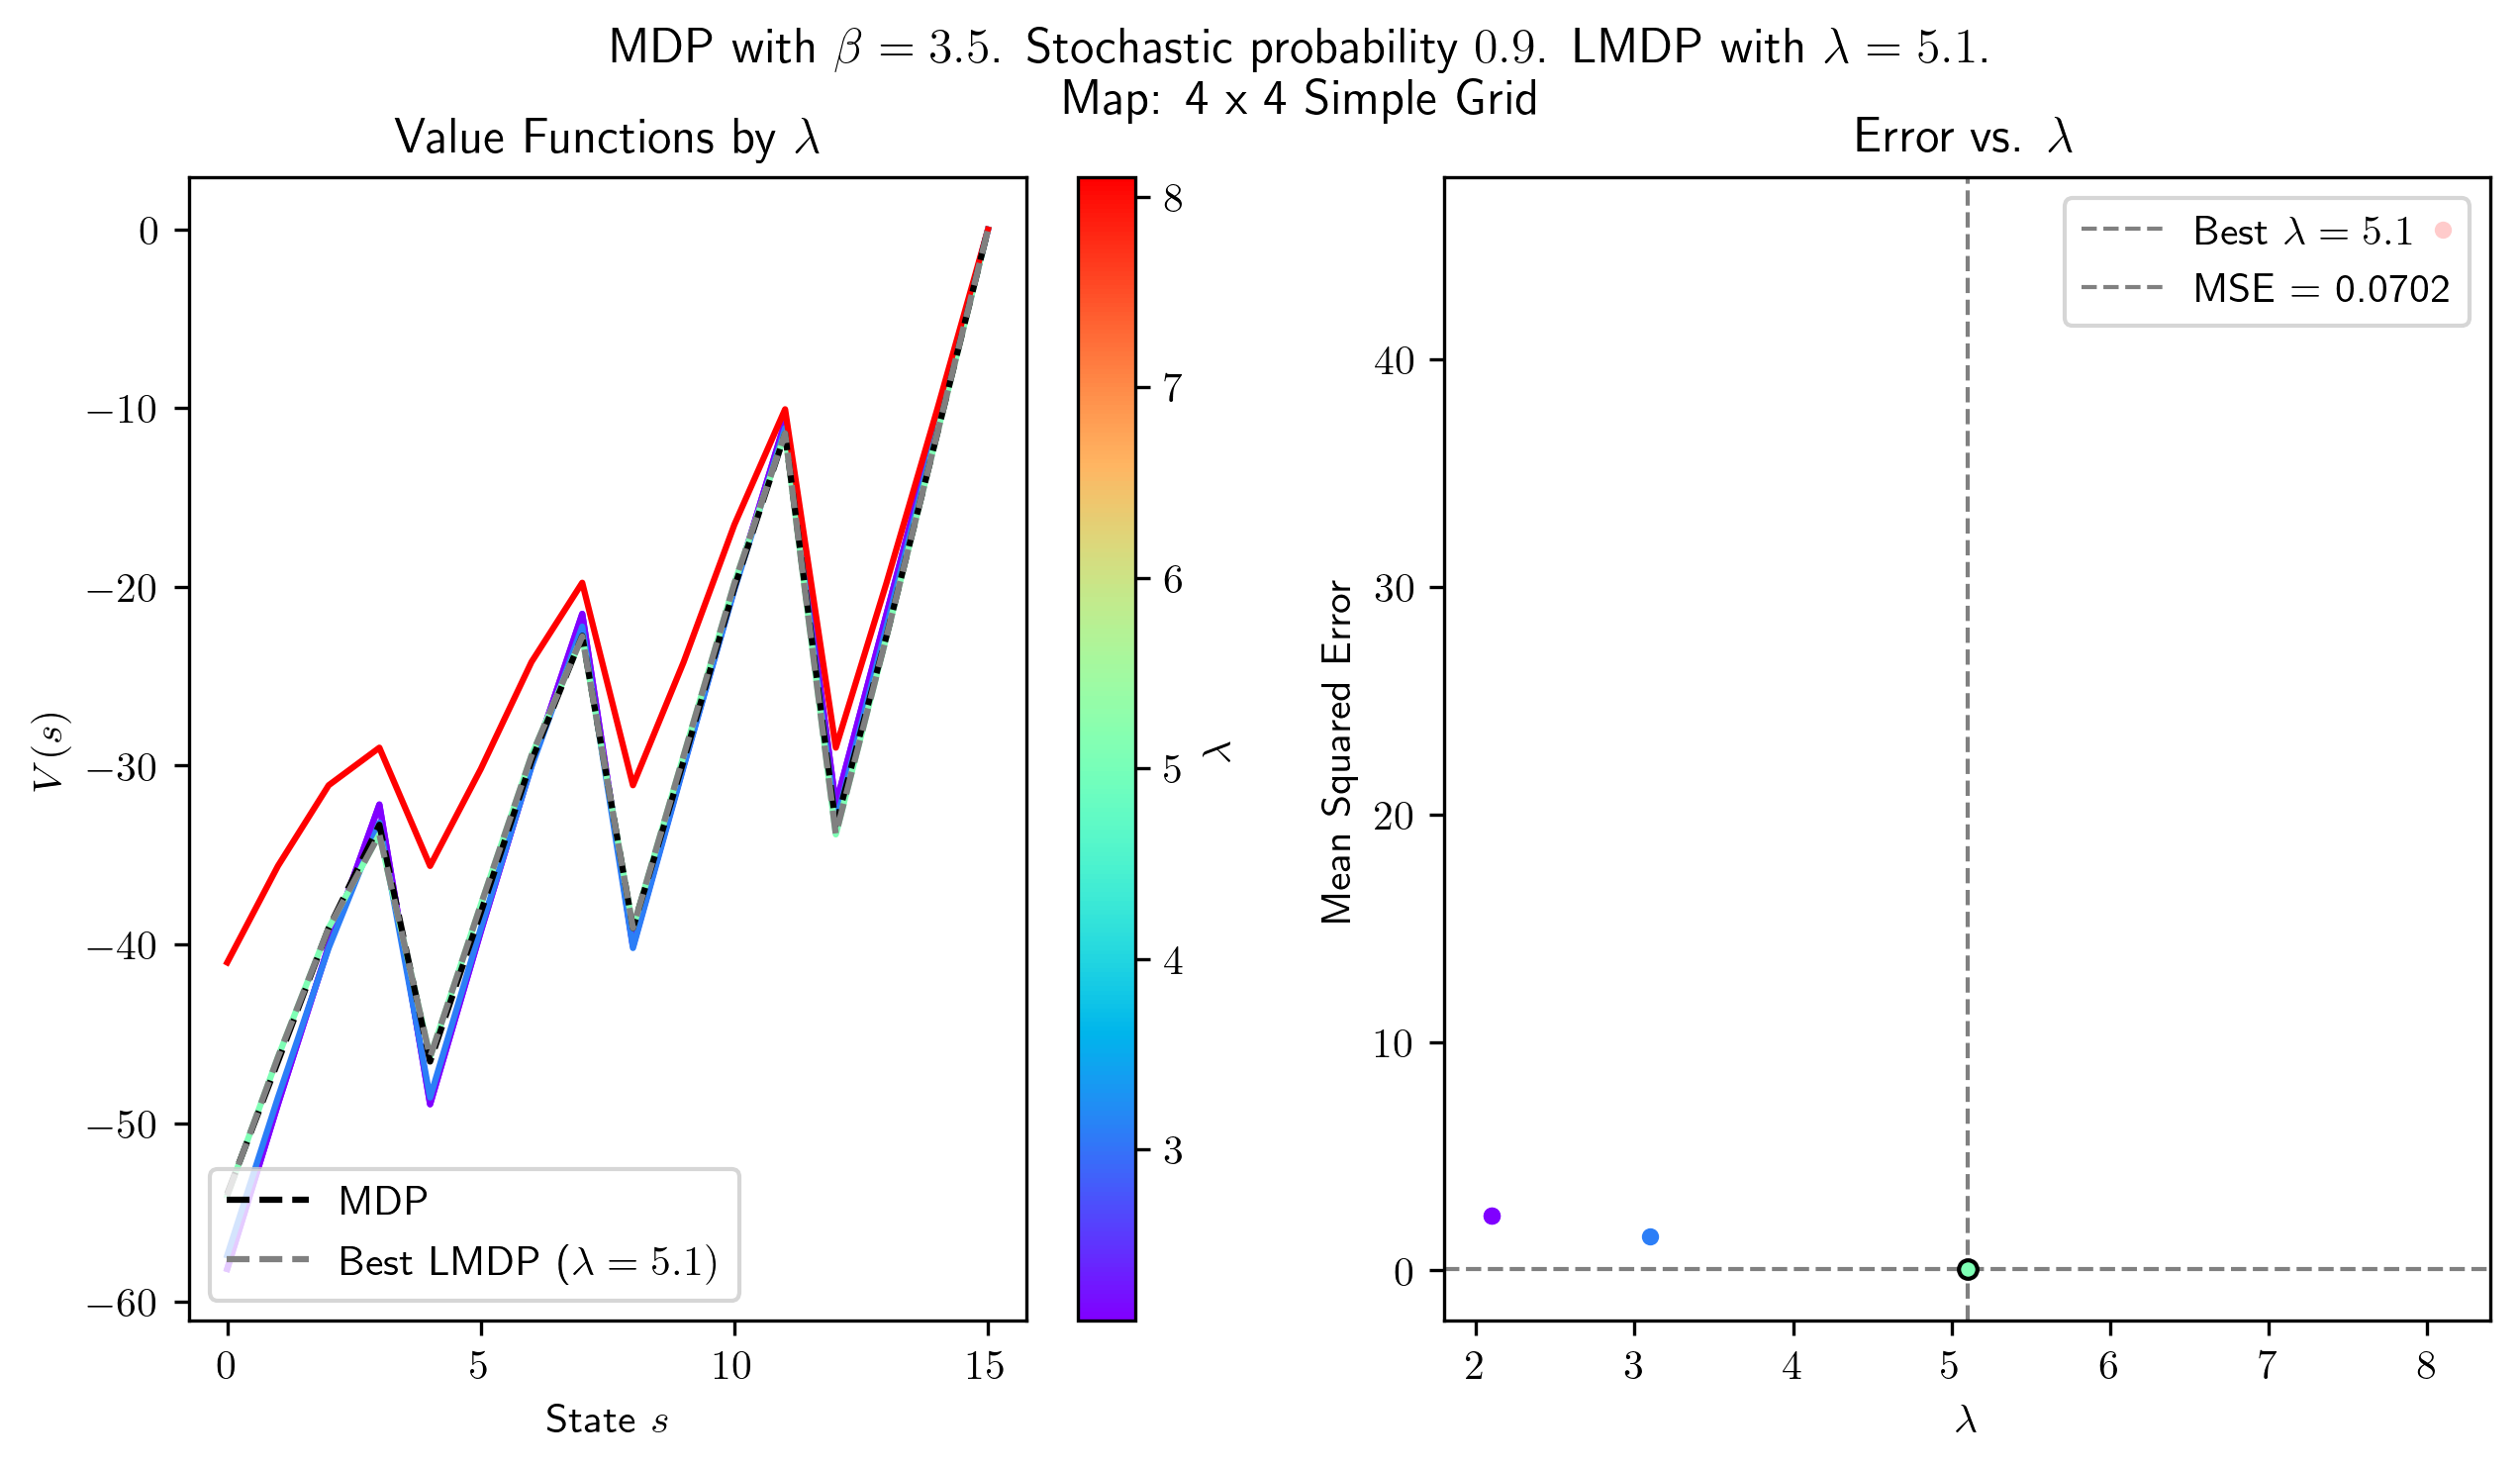 MDP with β = 3.5. Stochastic probability 0.9. LMDP with λ = 5.1.
Map: 4 x 4 Simple Grid
Value Functions by λ
0
−10
−20
−30
−40
−50
−60
V(s)
0 5 10 15
State s
MDP
Best LMDP (λ = 5.1)
8
7
6
5
4
3
λ
Error vs. λ
Best λ = 5.1
MSE = 0.0702
40
30
20
10
0
Mean Squared Error
2 3 4 5 6 7 8
λ